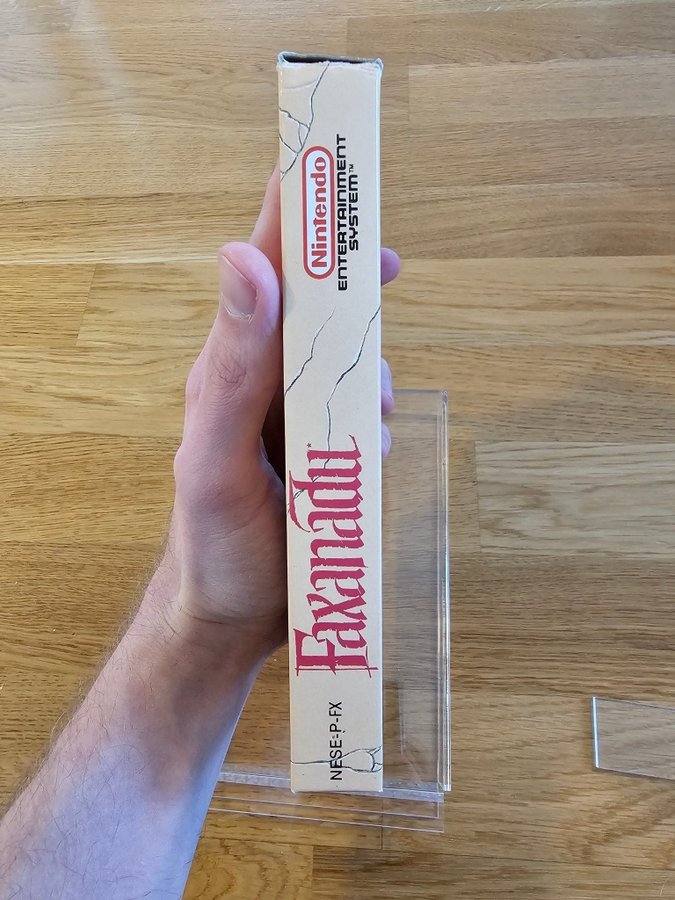 NESE-P-FX
Faxanadu*
Nintendo
ENTERTAINMENT
SYSTEM™